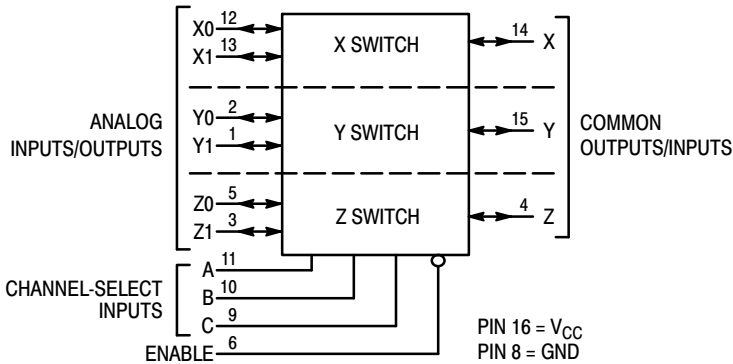 X0 12
X1 13
X SWITCH
14 X
Y0 2
Y1 1
Y SWITCH
15 Y
ANALOG
INPUTS/OUTPUTS
COMMON
OUTPUTS/INPUTS
Z0 5
Z1 3
Z SWITCH
4 Z
CHANNEL-SELECT
INPUTS
A 11
B 10
C 9
ENABLE 6
PIN 16 = VCC
PIN 8 = GND